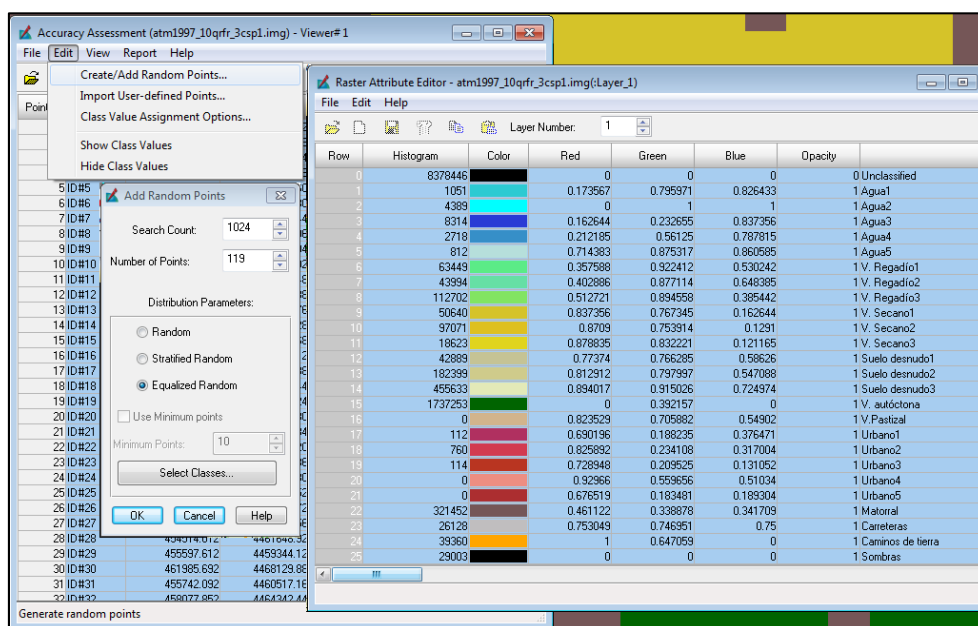 Accuracy Assessment (atm1997_10qrfr_3csp1.img) - Viewer#1
File Edit View Report Help
Create/Add Random Points...
Import User-defined Points...
Class Value Assignment Options...
Show Class Values
Hide Class Values
5 ID#5
6 ID#6
7 ID#7
8 ID#8
9 ID#9
10 ID#10
11 ID#11
12 ID#12
13 ID#13
14 ID#14
15 ID#15
16 ID#16
17 ID#17
18 ID#18
19 ID#19
20 ID#20
21 ID#21
22 ID#22
23 ID#23
24 ID#24
25 ID#25
26 ID#26
27 ID#27
28 ID#28
29 ID#29 455597.612 4459344.12
30 ID#30 461985.692 4468129.88
31 ID#31 455742.092 4460517.16
32 ID#32 458077.852 4464342.44
Generate random points
Add Random Points
Search Count: 1024
Number of Points: 119
Distribution Parameters:
Random
Stratified Random
Equalized Random
Use Minimum points
Minimum Points: 10
Select Classes...
OK Cancel Help
Raster Attribute Editor - atm1997_10qrfr_3csp1.img(:Layer_1)
File Edit Help
Layer Number: 1
Row Histogram Color Red Green Blue Opacity
0 8378446 0 0 0 0 Unclassified
1 1051 0.173567 0.795971 0.826433 1 Agua1
2 4389 0 1 1 1 Agua2
3 8314 0.162644 0.232655 0.837356 1 Agua3
4 2718 0.212185 0.56125 0.787815 1 Agua4
5 812 0.714383 0.875317 0.860585 1 Agua5
6 63449 0.357588 0.922412 0.530242 1 V. Regadío1
7 43994 0.402886 0.877114 0.648385 1 V. Regadío2
8 112702 0.512721 0.894558 0.385442 1 V. Regadío3
9 50640 0.837356 0.767345 0.162644 1 V. Secano1
10 97071 0.8709 0.753914 0.1291 1 V. Secano2
11 18623 0.878835 0.832221 0.121165 1 V. Secano3
12 42889 0.77374 0.766285 0.58626 1 Suelo desnudo1
13 182399 0.812912 0.797997 0.547088 1 Suelo desnudo2
14 455633 0.894017 0.915026 0.724974 1 Suelo desnudo3
15 1737253 0 0.392157 0 1 V. autóctona
16 0 0.823529 0.705882 0.54902 1 V.Pastizal
17 112 0.690196 0.188235 0.376471 1 Urbano1
18 760 0.825892 0.234108 0.317004 1 Urbano2
19 114 0.728948 0.209525 0.131052 1 Urbano3
20 0 0.92966 0.559656 0.51034 1 Urbano4
21 0 0.676519 0.183481 0.189304 1 Urbano5
22 321452 0.461122 0.338878 0.341709 1 Matorral
23 26128 0.753049 0.746951 0.75 1 Carreteras
24 39360 1 0.647059 0 1 Caminos de tierra
25 29003 0 0 0 1 Sombras